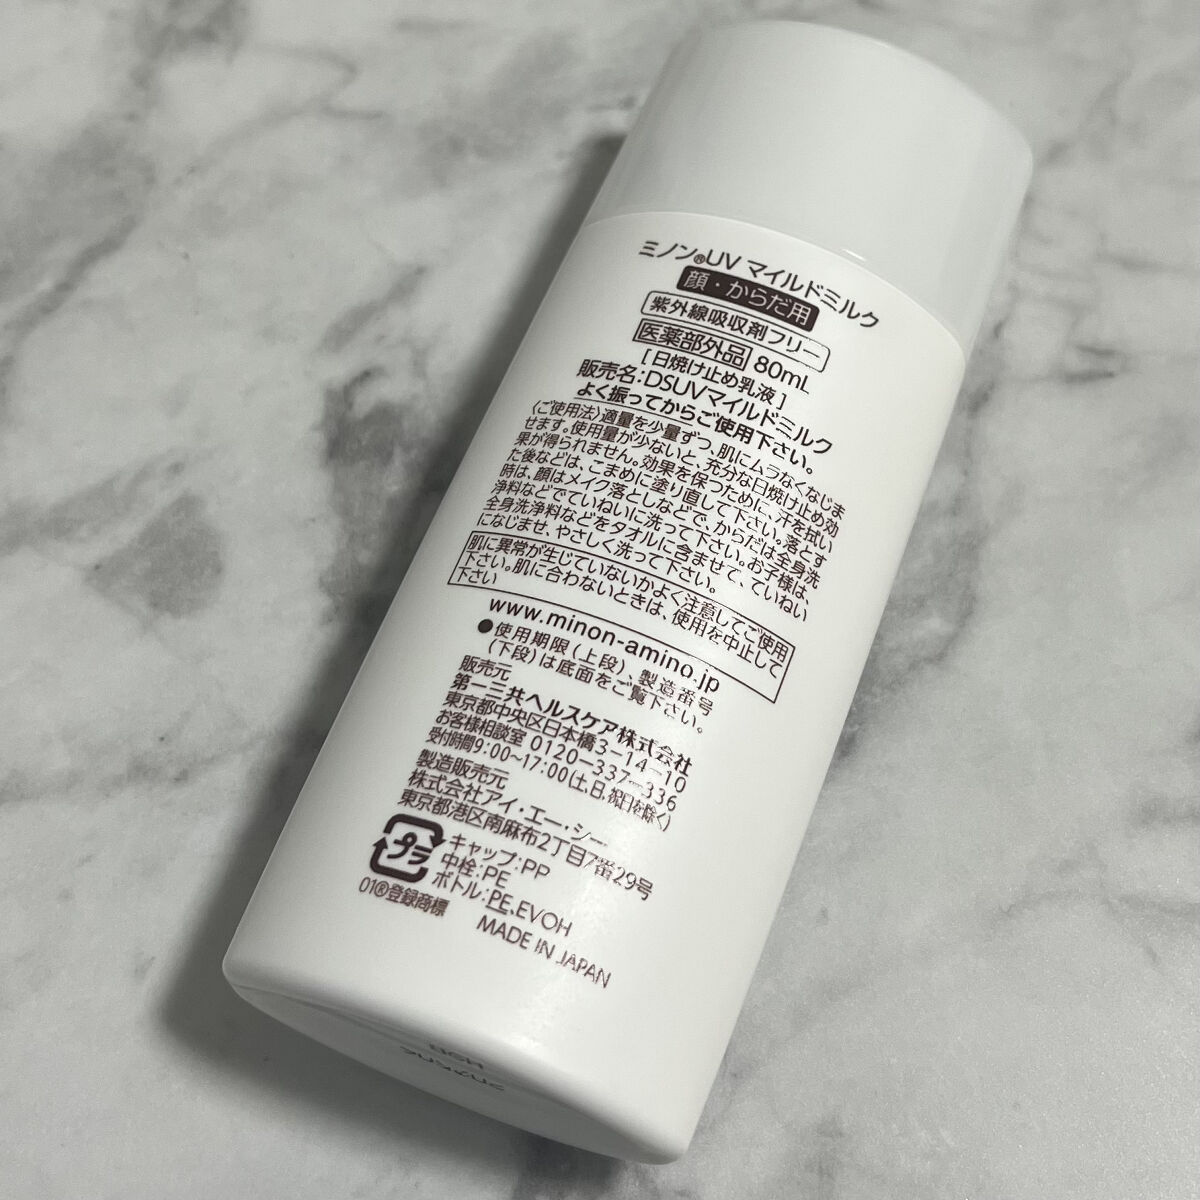 ミノン®UV マイルドミルク
顔・からだ用
紫外線吸収剤フリー
医薬部外品 80mL
[日焼け止め乳液]
販売名:DSUVマイルドミルク
よく振ってからご使用下さい。
〈ご使用法〉適量を少量ずつ、肌にムラなくなじま
せます。使用量が少ないと、充分な日焼け止め効
果が得られません。効果を保つために、汗を拭い
た後などは、こまめに塗り直して下さい。落とす
時は、顔はメイク落としなどで、からだは全身洗
浄料などでていねいに洗って下さい。お子様は、
全身洗浄料などをタオルに含ませて、ていねい
になじませ、やさしく洗って下さい。
肌に異常が生じていないかよく注意してご使用
下さい。肌に合わないときは、使用を中止して
下さい
www.minon-amino.jp
●使用期限(上段)、製造番号
(下段)は底面をご覧下さい。
販売元
第一三共ヘルスケア株式会社
東京都中央区日本橋3-14-10
お客様相談室 0120-337-336
受付時間9:00〜17:00(土,日,祝日を除く)
製造販売元
株式会社アイ・エー・シー
東京都港区南麻布2丁目7番29号
プラ
キャップ:PP
中栓:PE
ボトル:PE、EVOH
01®登録商標
MADE IN JAPAN